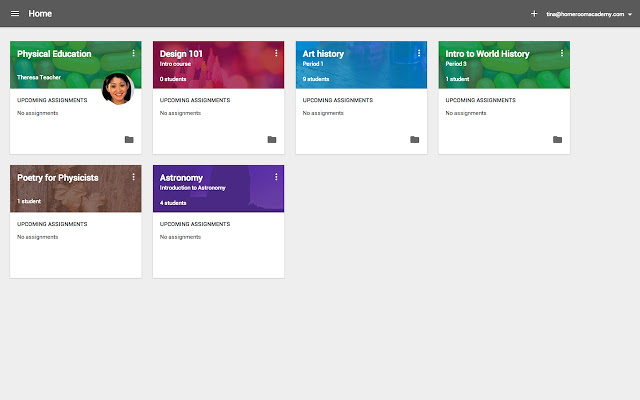 Home
tina@homeroomacademy.com
Physical Education
Theresa Teacher
UPCOMING ASSIGNMENTS
No assignments
Design 101
Intro course
0 students
UPCOMING ASSIGNMENTS
No assignments
Art history
Period 1
9 students
UPCOMING ASSIGNMENTS
No assignments
Intro to World History
Period 3
1 student
UPCOMING ASSIGNMENTS
No assignments
Poetry for Physicists
1 student
UPCOMING ASSIGNMENTS
No assignments
Astronomy
Introduction to Astronomy
4 students
UPCOMING ASSIGNMENTS
No assignments